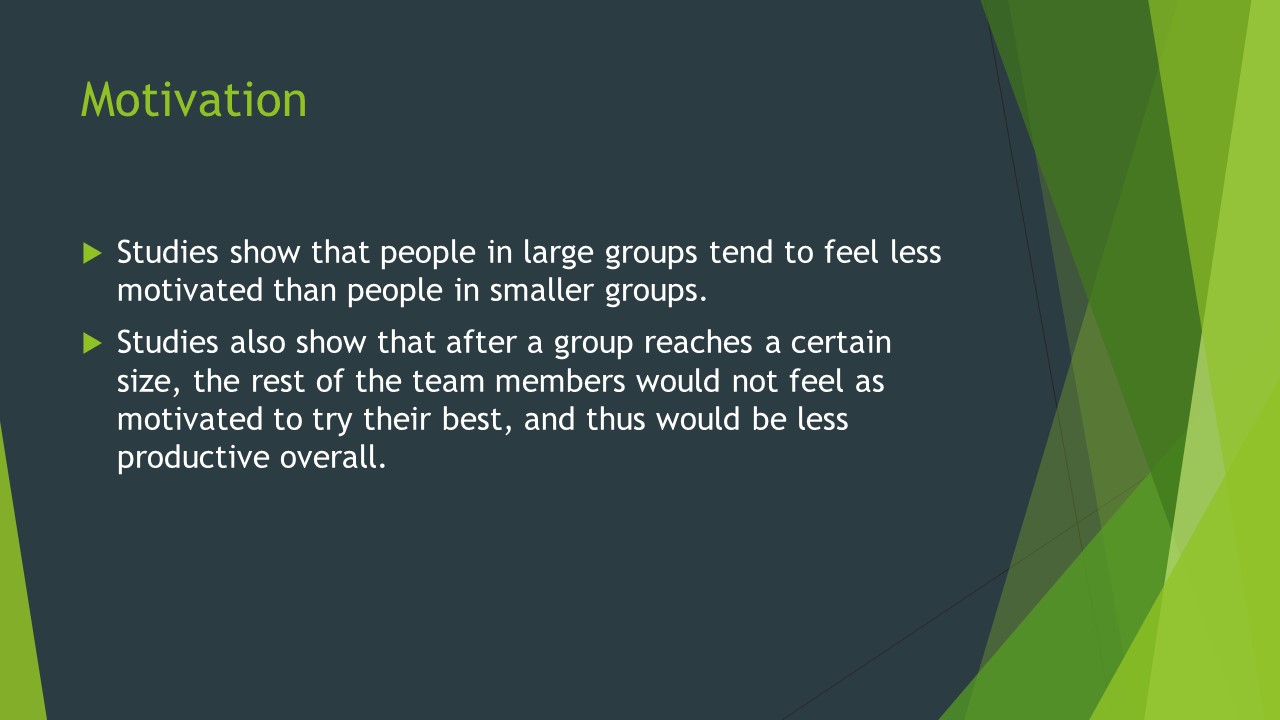 Motivation
Studies show that people in large groups tend to feel less
motivated than people in smaller groups.
Studies also show that after a group reaches a certain
size, the rest of the team members would not feel as
motivated to try their best, and thus would be less
productive overall.